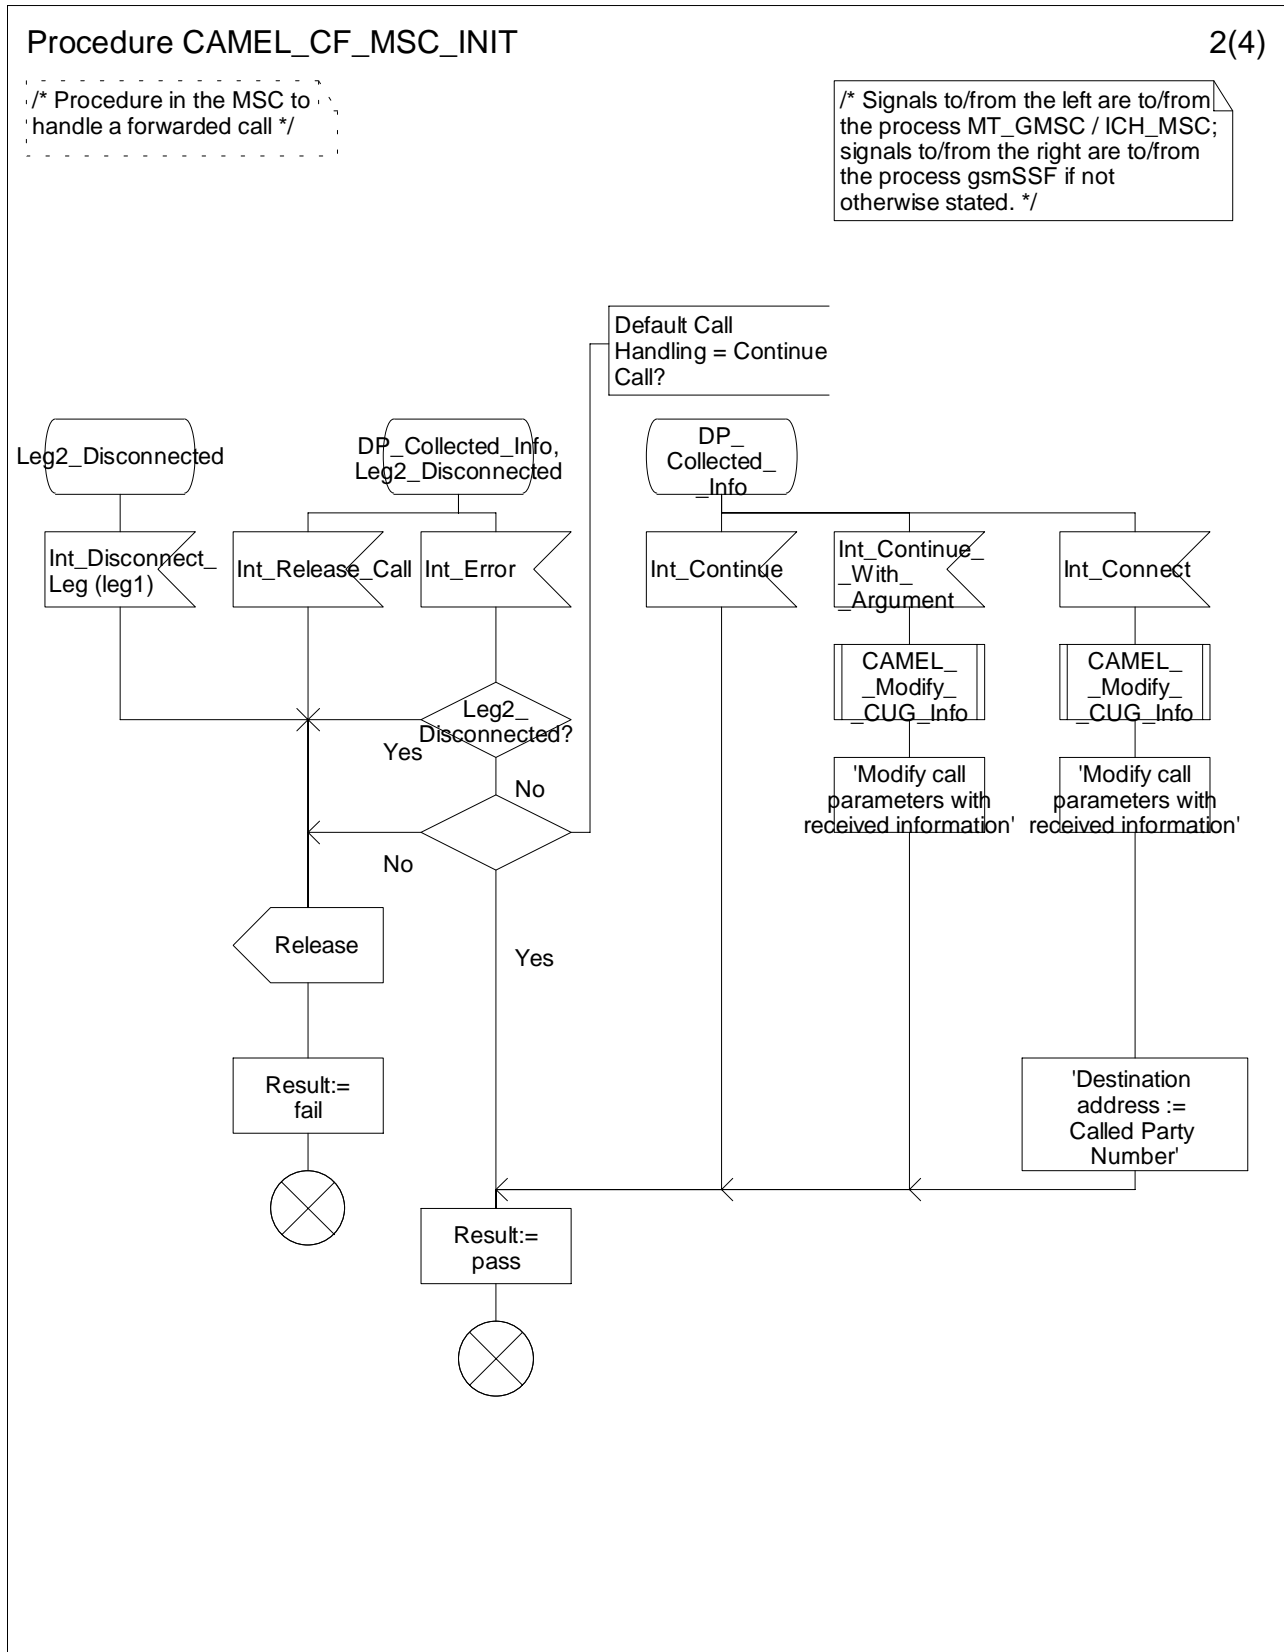 Procedure CAMEL_CF_MSC_INIT
2(4)
/* Procedure in the MSC to
handle a forwarded call */
/* Signals to/from the left are to/from
the process MT_GMSC / ICH_MSC;
signals to/from the right are to/from
the process gsmSSF if not
otherwise stated. */
Default Call
Handling = Continue
Call?
Leg2_Disconnected
DP_Collected_Info,
Leg2_Disconnected
DP_
Collected_
_Info
Int_Disconnect_
Leg (leg1)
Int_Release_Call
Int_Error
Int_Continue
Int_Continue_
_With_
_Argument
Int_Connect
CAMEL_
_Modify_
_CUG_Info
CAMEL_
_Modify_
_CUG_Info
Leg2_
Disconnected?
Yes
No
'Modify call
parameters with
received information'
'Modify call
parameters with
received information'
No
Yes
Release
Result:=
fail
'Destination
address :=
Called Party
Number'
Result:=
pass